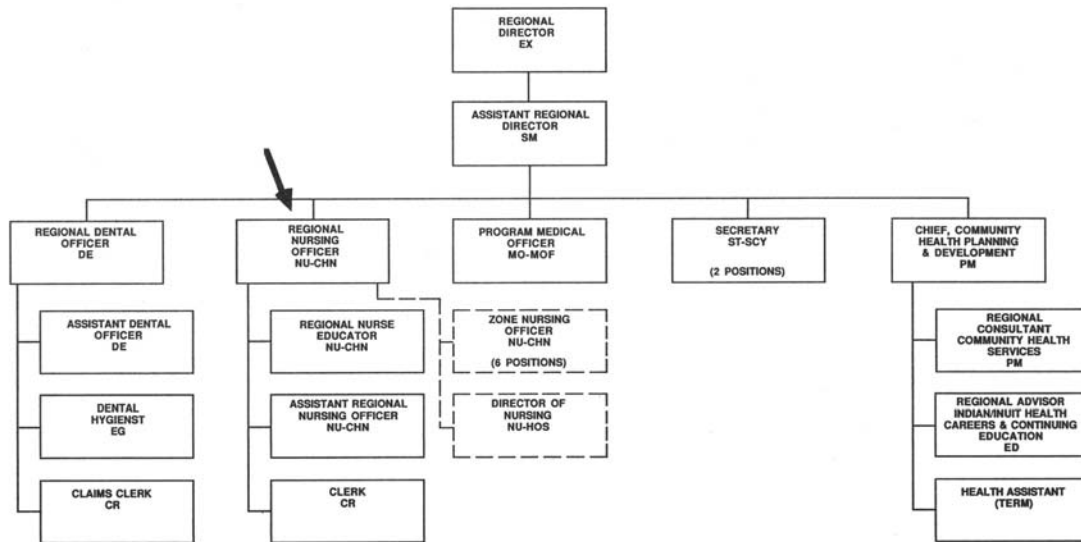 REGIONAL
DIRECTOR
EX
ASSISTANT REGIONAL
DIRECTOR
SM
REGIONAL DENTAL
OFFICER
DE
REGIONAL
NURSING
OFFICER
NU-CHN
PROGRAM MEDICAL
OFFICER
MO-MOF
SECRETARY
ST-SCY
(2 POSITIONS)
CHIEF, COMMUNITY
HEALTH PLANNING
& DEVELOPMENT
PM
ASSISTANT DENTAL
OFFICER
DE
REGIONAL NURSE
EDUCATOR
NU-CHN
ZONE NURSING
OFFICER
NU-CHN
(6 POSITIONS)
REGIONAL
CONSULTANT
COMMUNITY HEALTH
SERVICES
PM
DENTAL
HYGIENST
EG
ASSISTANT REGIONAL
NURSING OFFICER
NU-CHN
DIRECTOR OF
NURSING
NU-HOS
REGIONAL ADVISOR
INDIAN/INUIT HEALTH
CAREERS & CONTINUING
EDUCATION
ED
CLAIMS CLERK
CR
CLERK
CR
HEALTH ASSISTANT
(TERM)